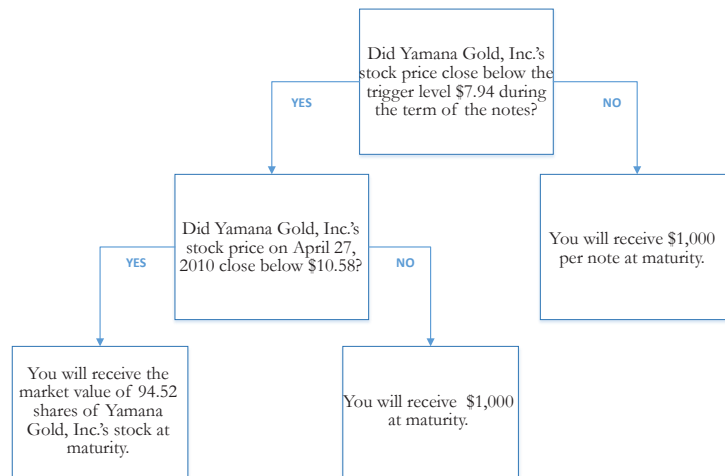 Did Yamana Gold, Inc.'s
stock price close below the
trigger level $7.94 during
the term of the notes?
YES
NO
Did Yamana Gold, Inc.'s
stock price on April 27,
2010 close below $10.58?
You will receive $1,000
per note at maturity.
YES
NO
You will receive the
market value of 94.52
shares of Yamana
Gold, Inc.'s stock at
maturity.
You will receive $1,000
at maturity.